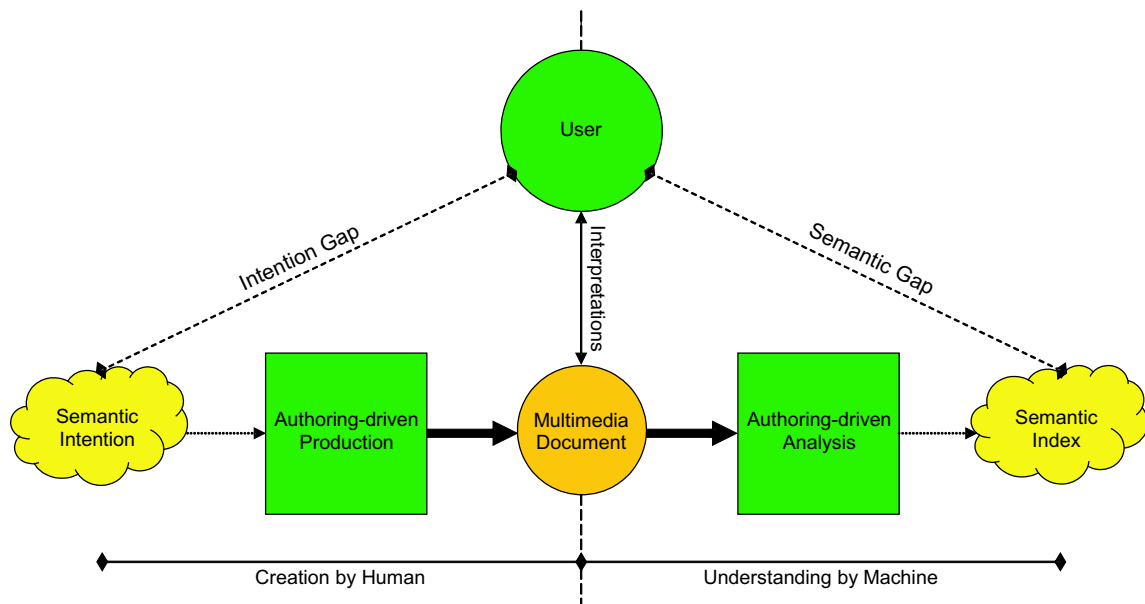 User
Intention Gap
Interpretations
Semantic Gap
Semantic
Intention
Authoring-driven
Production
Multimedia
Document
Authoring-driven
Analysis
Semantic
Index
Creation by Human
Understanding by Machine